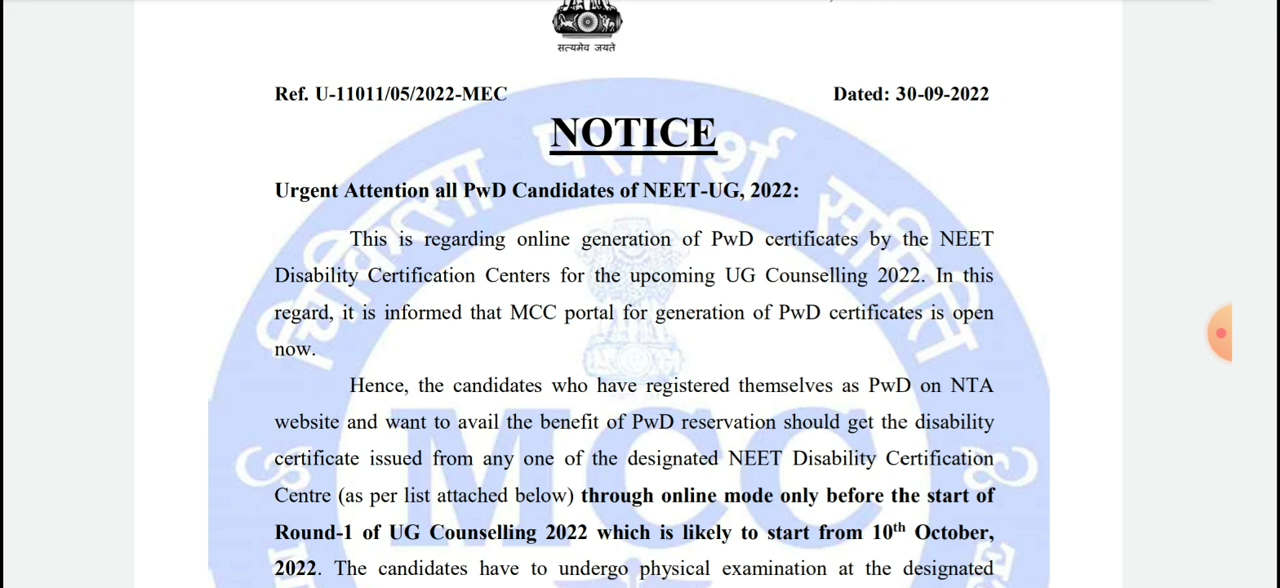 सत्यमेव जयते
Ref. U-11011/05/2022-MEC Dated: 30-09-2022
NOTICE
Urgent Attention all PwD Candidates of NEET-UG, 2022:
This is regarding online generation of PwD certificates by the NEET
Disability Certification Centers for the upcoming UG Counselling 2022. In this
regard, it is informed that MCC portal for generation of PwD certificates is open
now.
Hence, the candidates who have registered themselves as PwD on NTA
website and want to avail the benefit of PwD reservation should get the disability
certificate issued from any one of the designated NEET Disability Certification
Centre (as per list attached below) through online mode only before the start of
Round-1 of UG Counselling 2022 which is likely to start from 10th October,
2022. The candidates have to undergo physical examination at the designated
चिकित्सा परामर्श समिति
MCC